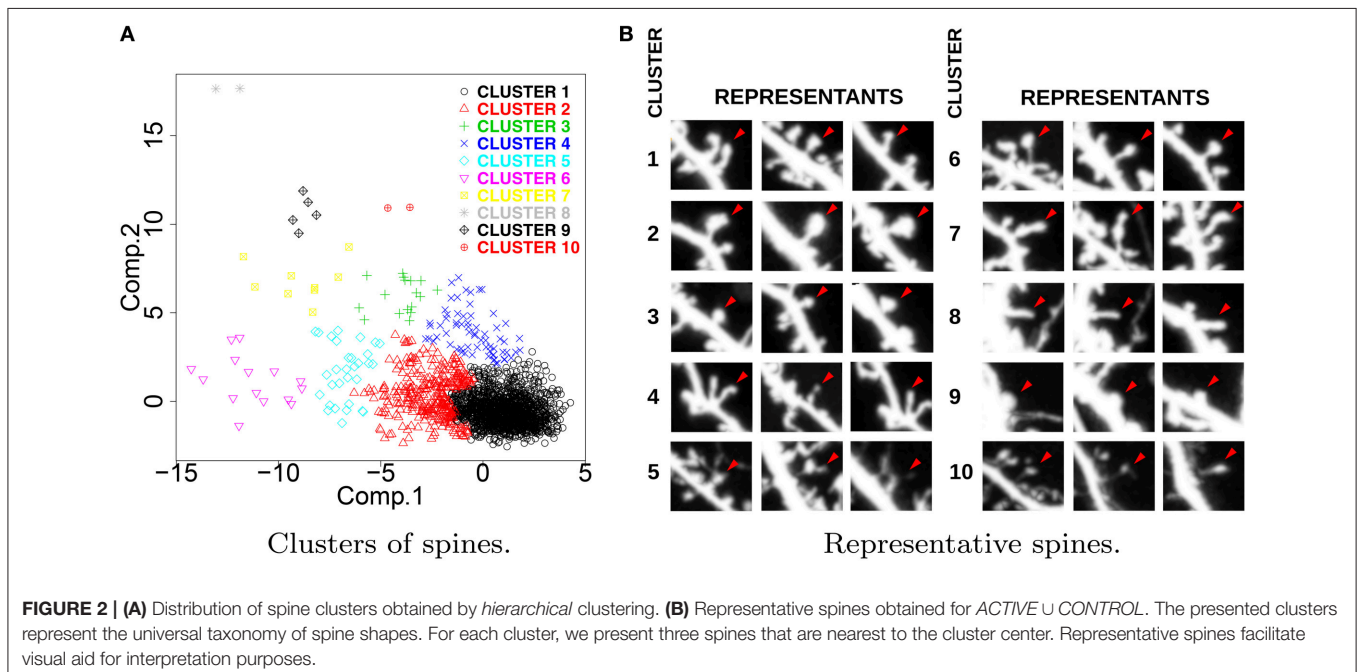 A
CLUSTER 1
CLUSTER 2
CLUSTER 3
CLUSTER 4
CLUSTER 5
CLUSTER 6
CLUSTER 7
CLUSTER 8
CLUSTER 9
CLUSTER 10
15
10
5
0
Comp.2
−15
−10
−5
0
5
Comp.1
Clusters of spines.
B
CLUSTER
REPRESENTANTS
1
2
3
4
5
CLUSTER
REPRESENTANTS
6
7
8
9
10
Representative spines.
FIGURE 2 | (A) Distribution of spine clusters obtained by hierarchical clustering. (B) Representative spines obtained for ACTIVE ∪ CONTROL. The presented clusters
represent the universal taxonomy of spine shapes. For each cluster, we present three spines that are nearest to the cluster center. Representative spines facilitate
visual aid for interpretation purposes.